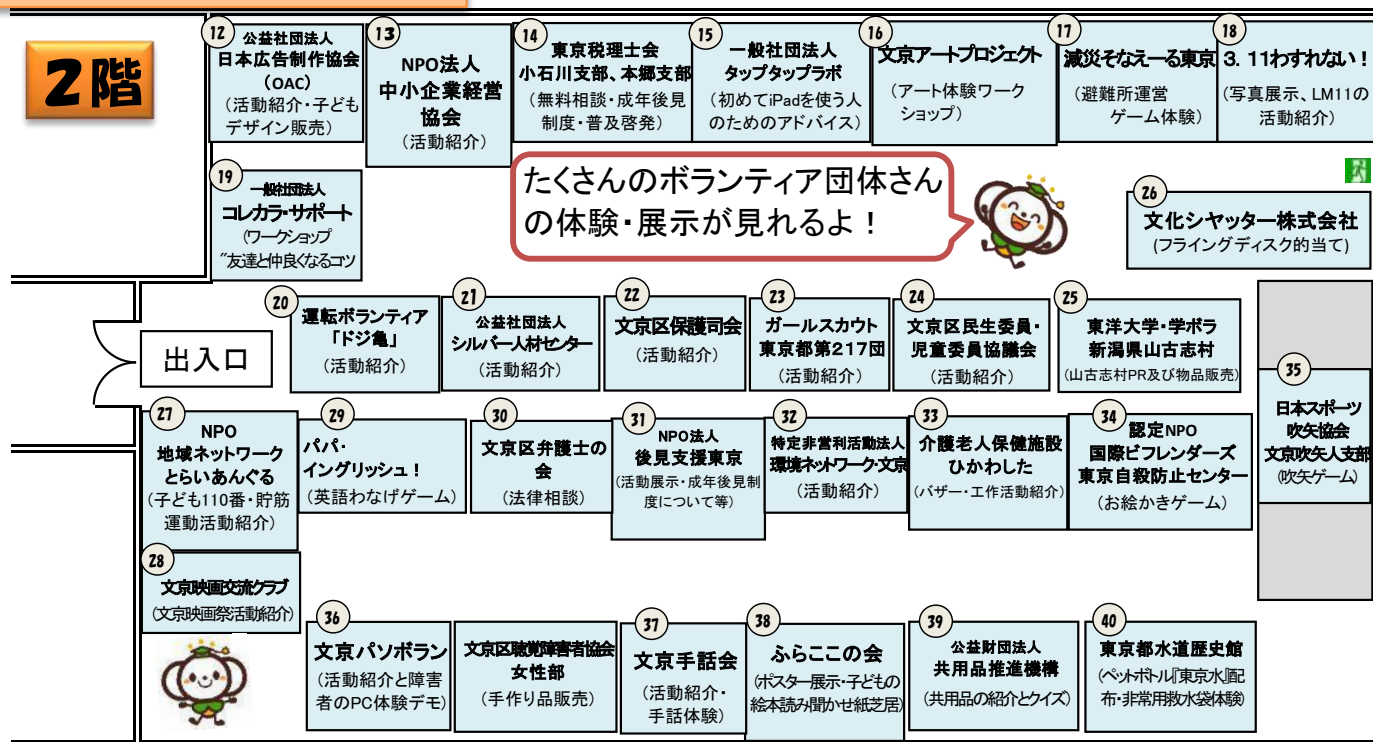 2階
12
公益社団法人
日本広告制作協会
（OAC）
（活動紹介・子ども
デザイン販売）
13
NPO法人
中小企業経営
協会
（活動紹介）
14
東京税理士会
小石川支部、本郷支部
（無料相談・成年後見
制度・普及啓発）
15
一般社団法人
タップタップラボ
（初めてiPadを使う人
のためのアドバイス）
16
文京アートプロジェクト
（アート体験ワーク
ショップ）
17
減災そなえーる東京
（避難所運営
ゲーム体験）
18
3．11わすれない！
（写真展示、LM11の
活動紹介）
19
一般社団法人
コレカラ・サポート
（ワークショップ
"友達と仲良くなるコツ
たくさんのボランティア団体さん
の体験・展示が見れるよ！
26
文化シヤッター株式会社
(フライングディスク的当て)
出入口
20
運転ボランティア
「ドジ亀」
（活動紹介）
21
公益社団法人
シルバー人材センター
（活動紹介）
22
文京区保護司会
（活動紹介）
23
ガールスカウト
東京都第217団
（活動紹介）
24
文京区民生委員・
児童委員協議会
（活動紹介）
25
東洋大学・学ボラ
新潟県山古志村
（山古志村PR及び物品販売）
35
日本スポーツ
吹矢協会
文京吹矢人支部
（吹矢ゲーム）
27
NPO
地域ネットワーク
とらいあんぐる
（子ども110番・貯筋
運動活動紹介）
29
パパ・
イングリッシュ！
（英語わなげゲーム）
30
文京区弁護士の
会
（法律相談）
31
NPO法人
後見支援東京
（活動展示・成年後見制
度について等）
32
特定非営利活動法人
環境ネットワーク・文京
（活動紹介）
33
介護老人保健施設
ひかわした
（バザー・工作活動紹介）
34
認定NPO
国際ビフレンダーズ
東京自殺防止センター
（お絵かきゲーム）
28
文京映画交流クラブ
（文京映画祭活動紹介）
36
文京パソボラン
（活動紹介と障害
者のPC体験デモ）
文京区聴覚障害者協会
女性部
（手作り品販売）
37
文京手話会
（活動紹介・
手話体験）
38
ふらここの会
（ポスター展示・子どもの
絵本読み聞かせ紙芝居）
39
公益財団法人
共用品推進機構
（共用品の紹介とクイズ）
40
東京都水道歴史館
（ペットボトル『東京水』配
布・非常用救水袋体験）